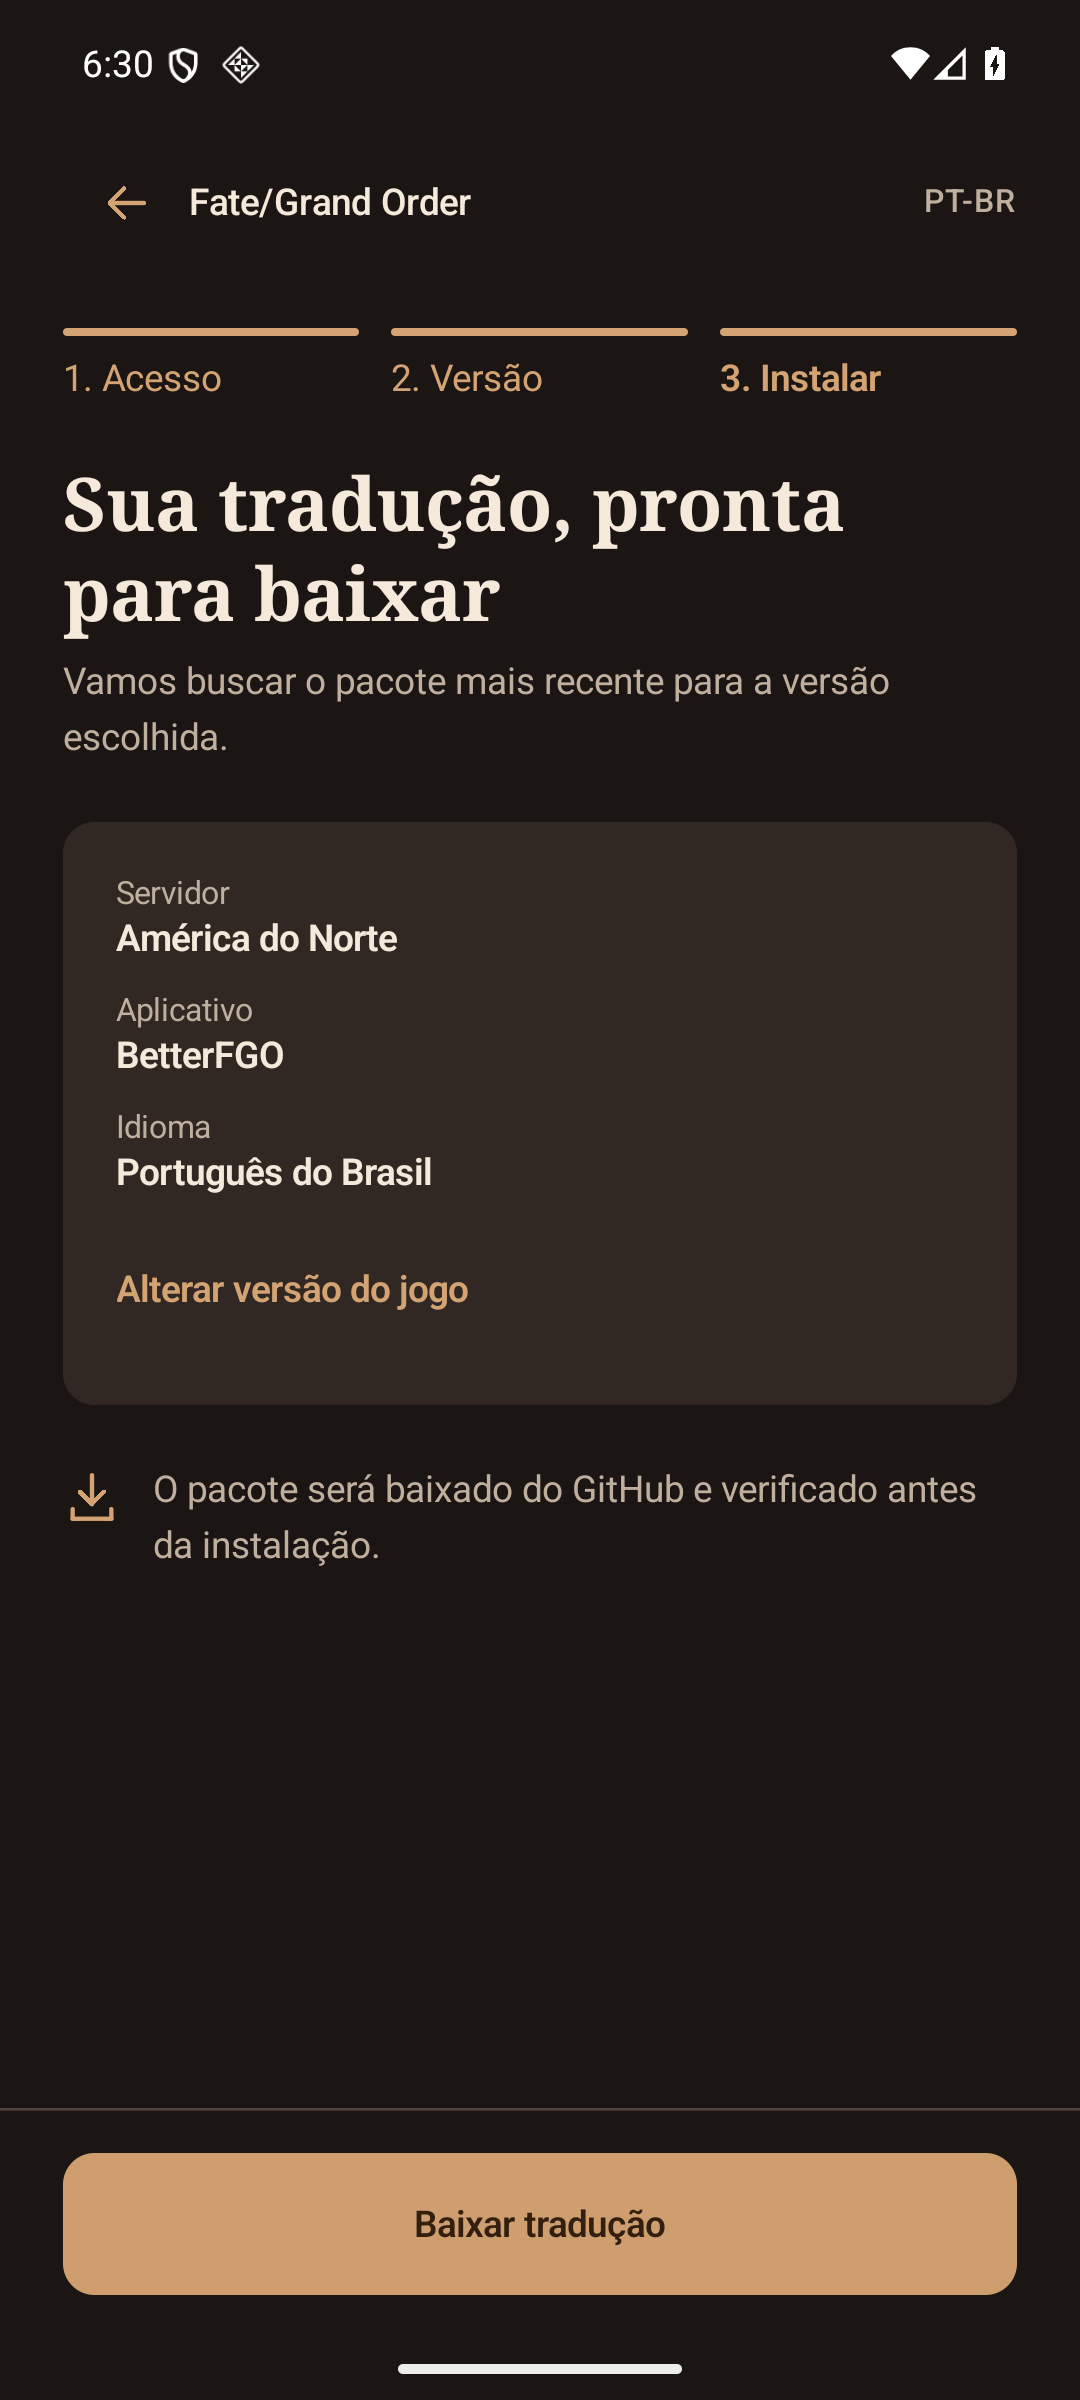 6:30
Fate/Grand Order
PT-BR
1. Acesso
2. Versão
3. Instalar
Sua tradução, pronta
para baixar
Vamos buscar o pacote mais recente para a versão
escolhida.
Servidor
América do Norte
Aplicativo
BetterFGO
Idioma
Português do Brasil
Alterar versão do jogo
O pacote será baixado do GitHub e verificado antes
da instalação.
Baixar tradução